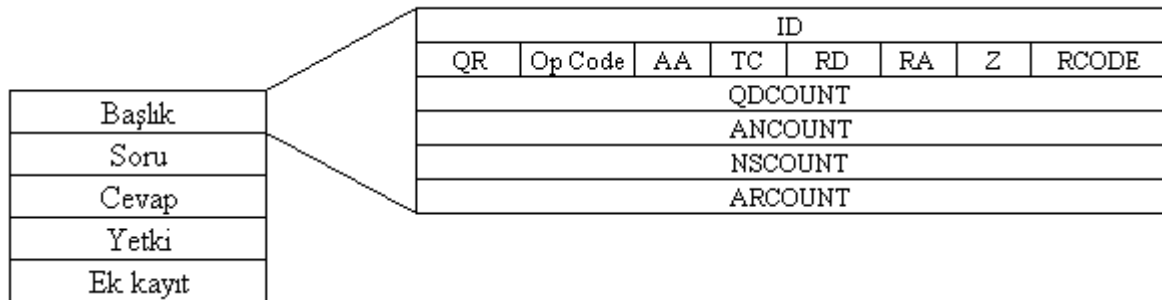 ID
QR Op Code AA TC RD RA Z RCODE
QDCOUNT
ANCOUNT
NSCOUNT
ARCOUNT
Başlık
Soru
Cevap
Yetki
Ek kayıt